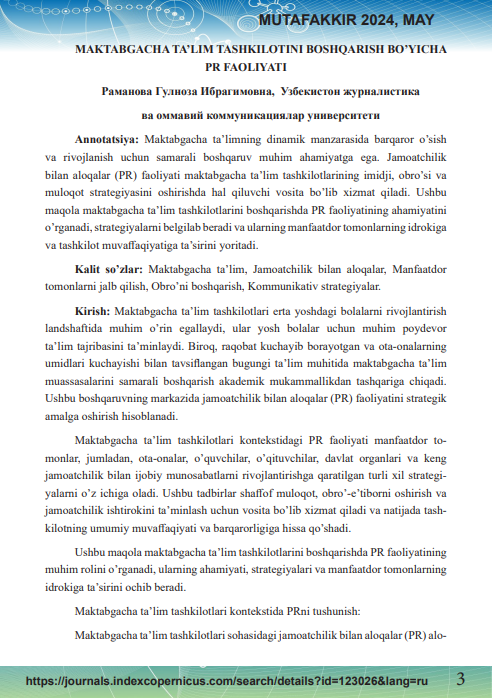 MUTAFAKKIR 2024, MAY
MAKTABGACHA TA’LIM TASHKILOTINI BOSHQARISH BO’YICHA
PR FAOLIYATI
Раманова Гулноза Ибрагимовна, Узбекистон журналистика
ва оммавий коммуникациялар университети
Annotatsiya: Maktabgacha ta’limning dinamik manzarasida barqaror o’sish
va rivojlanish uchun samarali boshqaruv muhim ahamiyatga ega. Jamoatchilik
bilan aloqalar (PR) faoliyati maktabgacha ta’lim tashkilotlarining imidji, obro’si va
muloqot strategiyasini oshirishda hal qiluvchi vosita bo’lib xizmat qiladi. Ushbu
maqola maktabgacha ta’lim tashkilotlarini boshqarishda PR faoliyatining ahamiyatini
o’rganadi, strategiyalarni belgilab beradi va ularning manfaatdor tomonlarning idrokiga
va tashkilot muvaffaqiyatiga ta’sirini yoritadi.
Kalit so’zlar: Maktabgacha ta’lim, Jamoatchilik bilan aloqalar, Manfaatdor
tomonlarni jalb qilish, Obro’ni boshqarish, Kommunikativ strategiyalar.
Kirish: Maktabgacha ta’lim tashkilotlari erta yoshdagi bolalarni rivojlantirish
landshaftida muhim o’rin egallaydi, ular yosh bolalar uchun muhim poydevor
ta’lim tajribasini ta’minlaydi. Biroq, raqobat kuchayib borayotgan va ota-onalarning
umidlari kuchayishi bilan tavsiflangan bugungi ta’lim muhitida maktabgacha ta’lim
muassasalarini samarali boshqarish akademik mukammallikdan tashqariga chiqadi.
Ushbu boshqaruvning markazida jamoatchilik bilan aloqalar (PR) faoliyatini strategik
amalga oshirish hisoblanadi.
Maktabgacha ta’lim tashkilotlari kontekstidagi PR faoliyati manfaatdor to-
monlar, jumladan, ota-onalar, o’quvchilar, o’qituvchilar, davlat organlari va keng
jamoatchilik bilan ijobiy munosabatlarni rivojlantirishga qaratilgan turli xil strategi-
yalarni o’z ichiga oladi. Ushbu tadbirlar shaffof muloqot, obro’-e’tiborni oshirish va
jamoatchilik ishtirokini ta’minlash uchun vosita bo’lib xizmat qiladi va natijada tash-
kilotning umumiy muvaffaqiyati va barqarorligiga hissa qo’shadi.
Ushbu maqola maktabgacha ta’lim tashkilotlarini boshqarishda PR faoliyatining
muhim rolini o’rganadi, ularning ahamiyati, strategiyalari va manfaatdor tomonlarning
idrokiga ta’sirini ochib beradi.
Maktabgacha ta’lim tashkilotlari kontekstida PRni tushunish:
Maktabgacha ta’lim tashkilotlari sohasidagi jamoatchilik bilan aloqalar (PR) alo-
https://journals.indexcopernicus.com/search/details?id=123026&lang=ru 3